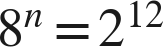 8ⁿ = 2¹²